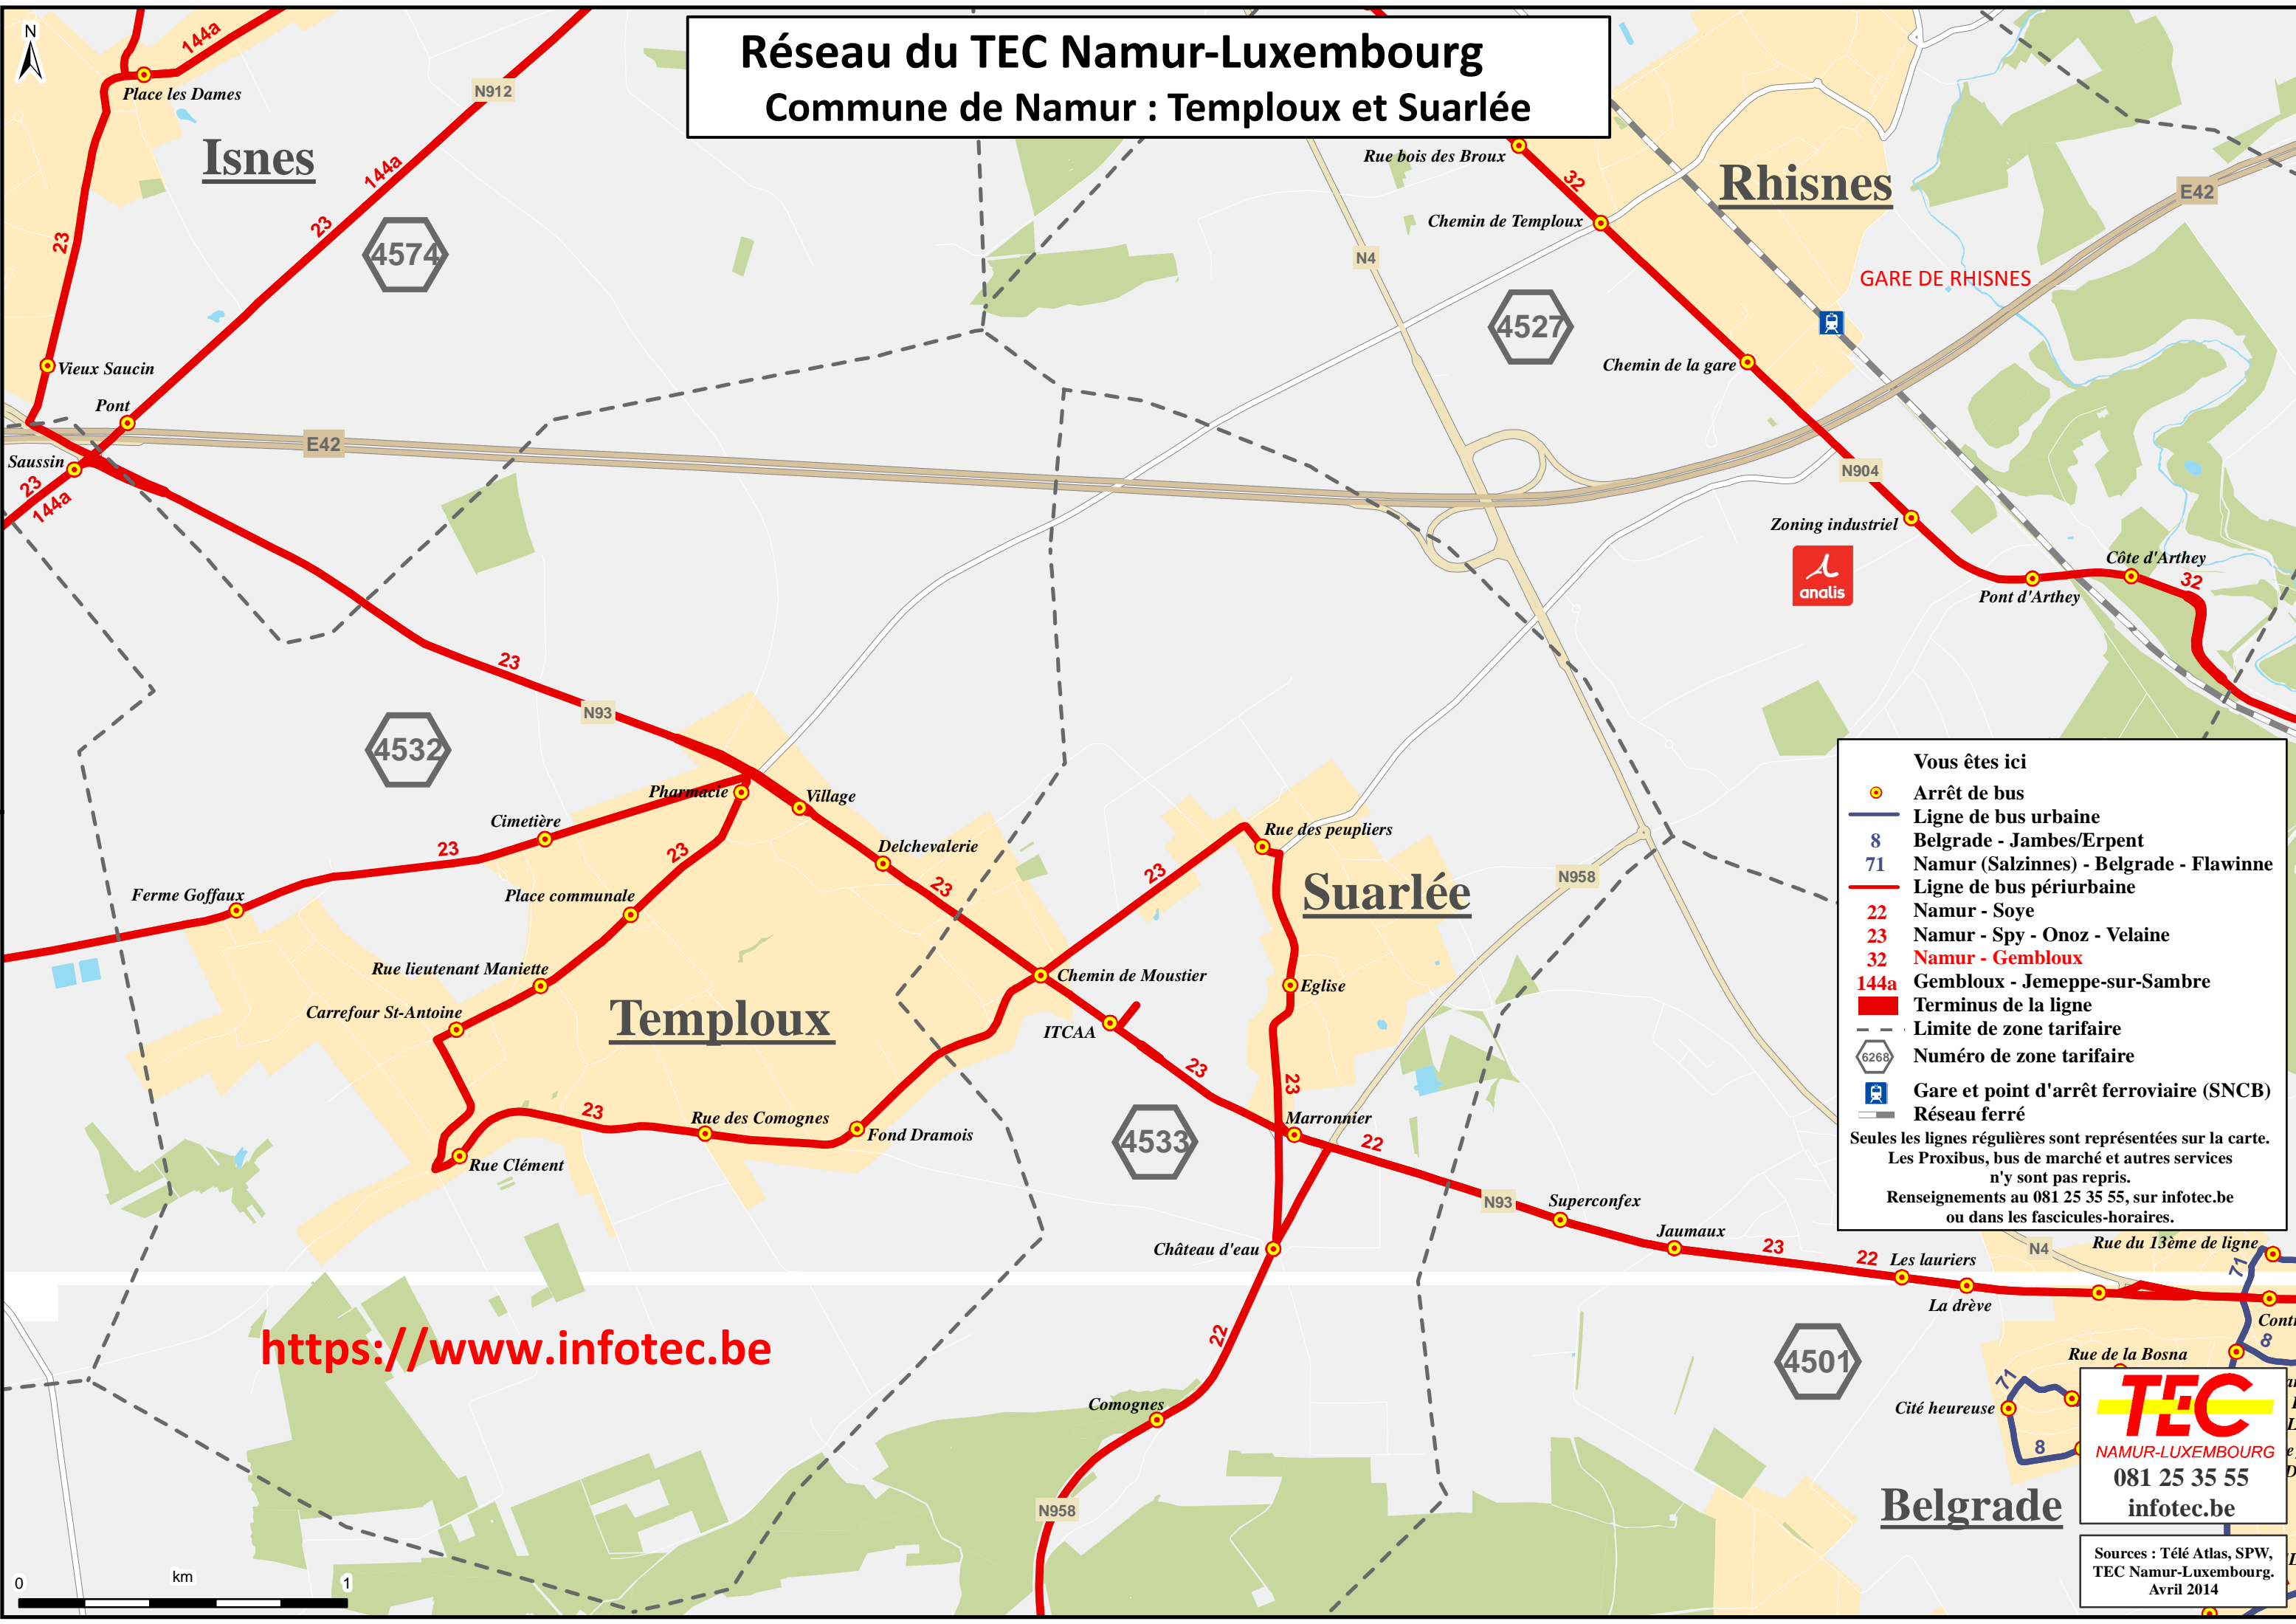 Réseau du TEC Namur-Luxembourg
Commune de Namur : Temploux et Suarlée
N
144a
Place les Dames
N912
Isnes
144a
23
23
4574
Rue bois des Broux
32
Rhisnes
E42
Chemin de Temploux
N4
GARE DE RHISNES
4527
Vieux Saucin
Chemin de la gare
Pont
E42
Saussin
23
144a
N904
Zoning industriel
analis
Côte d'Arthey
32
Pont d'Arthey
23
N93
4532
Pharmacie
Village
Cimetière
23
23
Delchevalerie
23
Rue des peupliers
23
Suarlée
N958
Ferme Goffaux
Place communale
Rue lieutenant Maniette
Chemin de Moustier
Eglise
Carrefour St-Antoine
Temploux
ITCAA
23
23
23
Rue des Comognes
Fond Dramois
Rue Clément
4533
Marronnier
22
N93
Superconfex
Jaumaux
Château d'eau
23
22
Les lauriers
La drève
N4
Rue du 13ème de ligne
71
8
22
4501
Rue de la Bosna
71
Cité heureuse
8
Comognes
N958
Belgrade
https://www.infotec.be
Vous êtes ici
Arrêt de bus
Ligne de bus urbaine
8 Belgrade - Jambes/Erpent
71 Namur (Salzinnes) - Belgrade - Flawinne
Ligne de bus périurbaine
22 Namur - Soye
23 Namur - Spy - Onoz - Velaine
32 Namur - Gembloux
144a Gembloux - Jemeppe-sur-Sambre
Terminus de la ligne
Limite de zone tarifaire
6268 Numéro de zone tarifaire
Gare et point d'arrêt ferroviaire (SNCB)
Réseau ferré
Seules les lignes régulières sont représentées sur la carte.
Les Proxibus, bus de marché et autres services
n'y sont pas repris.
Renseignements au 081 25 35 55, sur infotec.be
ou dans les fascicules-horaires.
TEC
NAMUR-LUXEMBOURG
081 25 35 55
infotec.be
Sources : Télé Atlas, SPW,
TEC Namur-Luxembourg.
Avril 2014
0 km 1